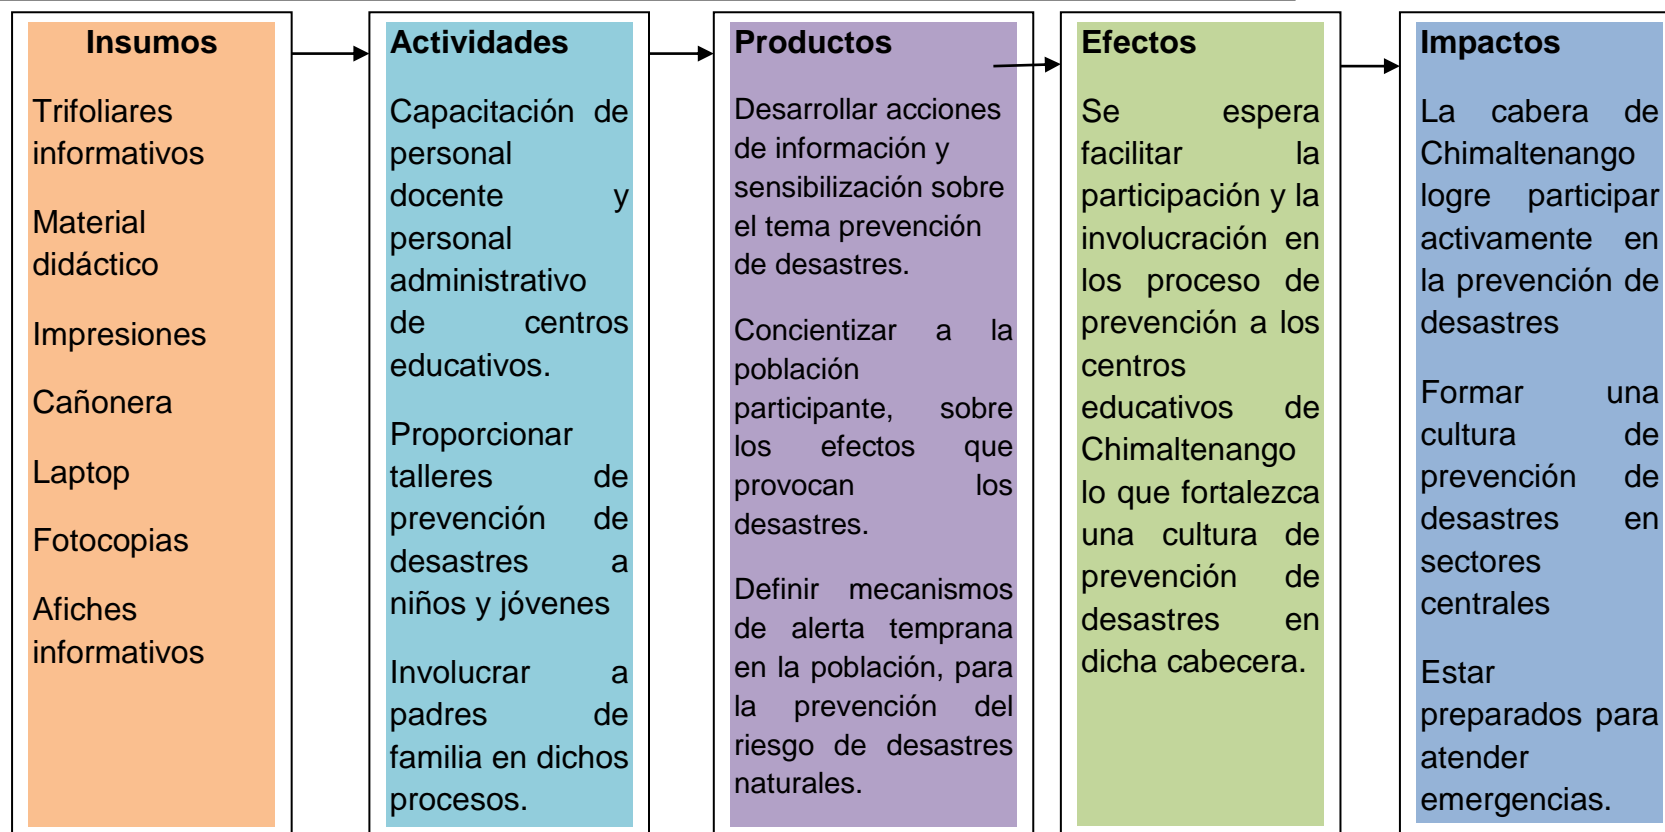 Insumos
Trifoliares
informativos
Material
didáctico
Impresiones
Cañonera
Laptop
Fotocopias
Afiches
informativos
Actividades
Capacitación de
personal
docente y
personal
administrativo
de centros
educativos.
Proporcionar
talleres de
prevención de
desastres a
niños y jóvenes
Involucrar a
padres de
familia en dichos
procesos.
Productos
Desarrollar acciones
de información y
sensibilización sobre
el tema prevención
de desastres.
Concientizar a la
población
participante, sobre
los efectos que
provocan los
desastres.
Definir mecanismos
de alerta temprana
en la población, para
la prevención del
riesgo de desastres
naturales.
Efectos
Se espera
facilitar la
participación y la
involucración en
los proceso de
prevención a los
centros
educativos de
Chimaltenango
lo que fortalezca
una cultura de
prevención de
desastres en
dicha cabecera.
Impactos
La cabera de
Chimaltenango
logre participar
activamente en
la prevención de
desastres
Formar una
cultura de
prevención de
desastres en
sectores
centrales
Estar
preparados para
atender
emergencias.